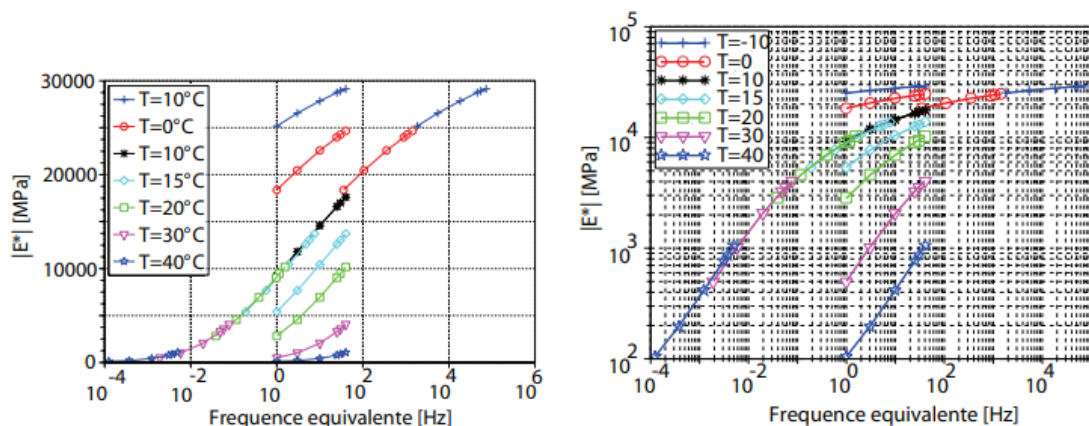 30000
20000
10000
0
|E*| [MPa]
T=10°C
T=0°C
T=10°C
T=15°C
T=20°C
T=30°C
T=40°C
10^-4
10^-2
10^0
10^2
10^4
10^6
Frequence equivalente [Hz]
10^5
10^4
10^3
10^2
|E*| [MPa]
T=-10
T=0
T=10
T=15
T=20
T=30
T=40
10^-4
10^-2
10^0
10^2
10^4
Frequence equivalente [Hz]